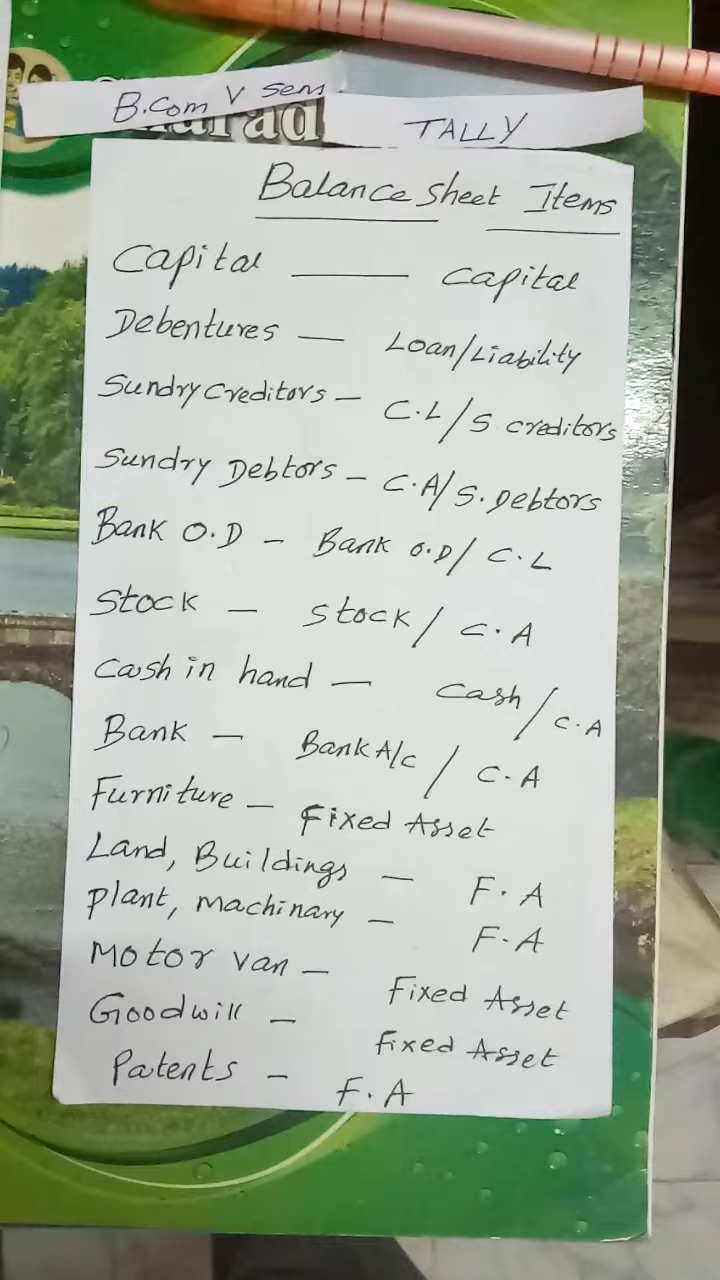 B.Com V Sem
TALLY
Balance Sheet Items
Capital — Capital
Debentures — Loan/Liability
Sundry Creditors — C.L/S creditors
Sundry Debtors — C.A/S.Debtors
Bank O.D — Bank O.D/C.L
Stock — Stock/C.A
Cash in hand — Cash/C.A
Bank — Bank A/c/C.A
Furniture — Fixed Asset
Land, Buildings — F.A
Plant, machinary — F.A
Motor van — Fixed Asset
Goodwill — Fixed Asset
Patents — F.A